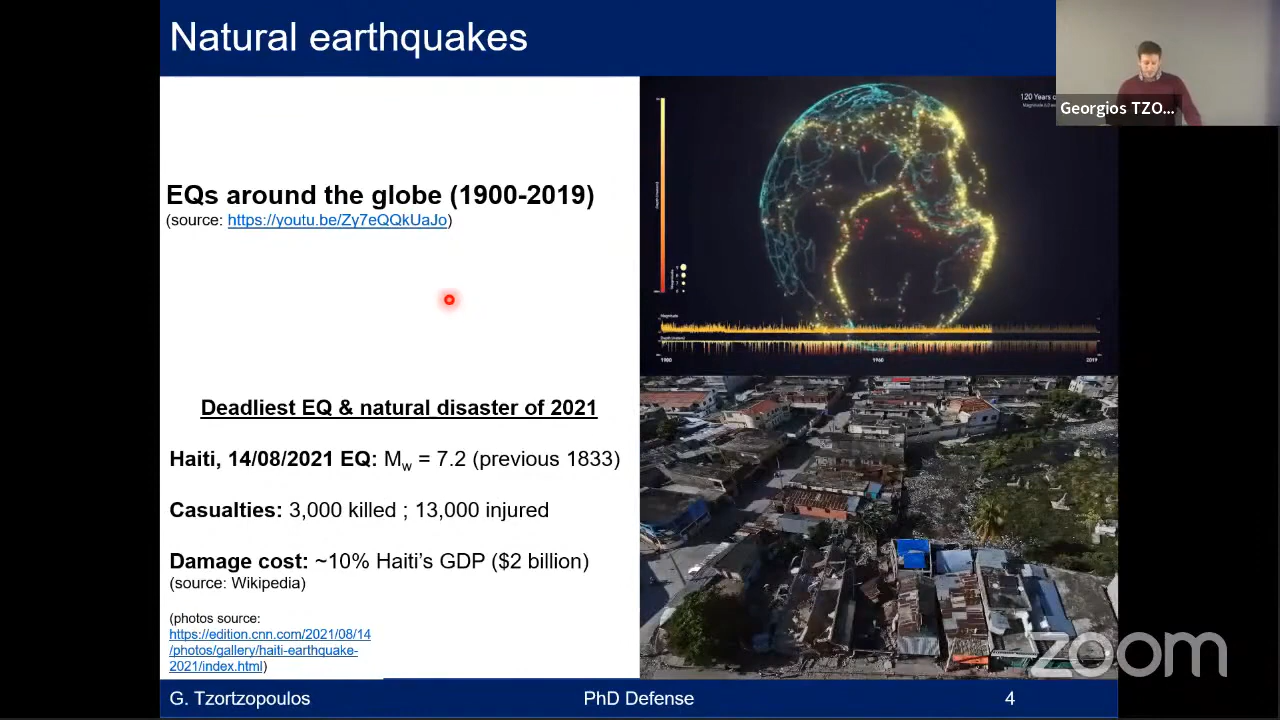 Natural earthquakes
Georgios TZO...
120 Years
EQs around the globe (1900-2019)
(source: https://youtu.be/Zy7eQQkUaJo)
Magnitude
1900
1960
2019
Deadliest EQ & natural disaster of 2021
Haiti, 14/08/2021 EQ: Mw = 7.2 (previous 1833)
Casualties: 3,000 killed ; 13,000 injured
Damage cost: ~10% Haiti's GDP ($2 billion)
(source: Wikipedia)
(photos source:
https://edition.cnn.com/2021/08/14
/photos/gallery/haiti-earthquake-
2021/index.html)
zoom
G. Tzortzopoulos
PhD Defense
4